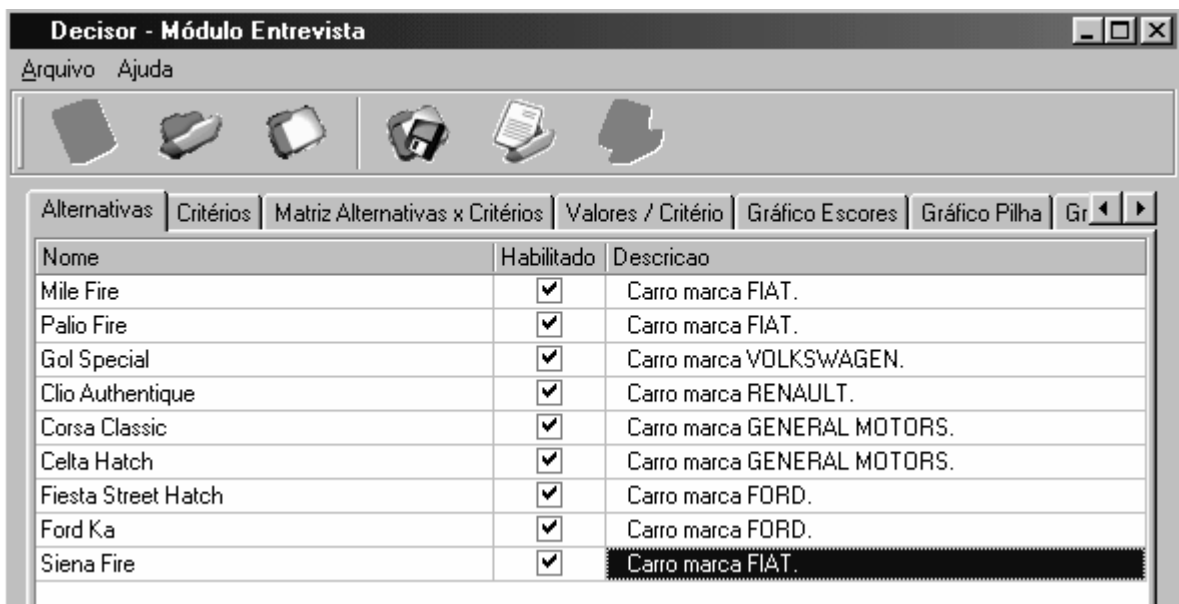 Decisor - Módulo Entrevista
Arquivo Ajuda
Alternativas Critérios Matriz Alternativas x Critérios Valores / Critério Gráfico Escores Gráfico Pilha Gr
Nome Habilitado Descricao
Mile Fire Carro marca FIAT.
Palio Fire Carro marca FIAT.
Gol Special Carro marca VOLKSWAGEN.
Clio Authentique Carro marca RENAULT.
Corsa Classic Carro marca GENERAL MOTORS.
Celta Hatch Carro marca GENERAL MOTORS.
Fiesta Street Hatch Carro marca FORD.
Ford Ka Carro marca FORD.
Siena Fire Carro marca FIAT.